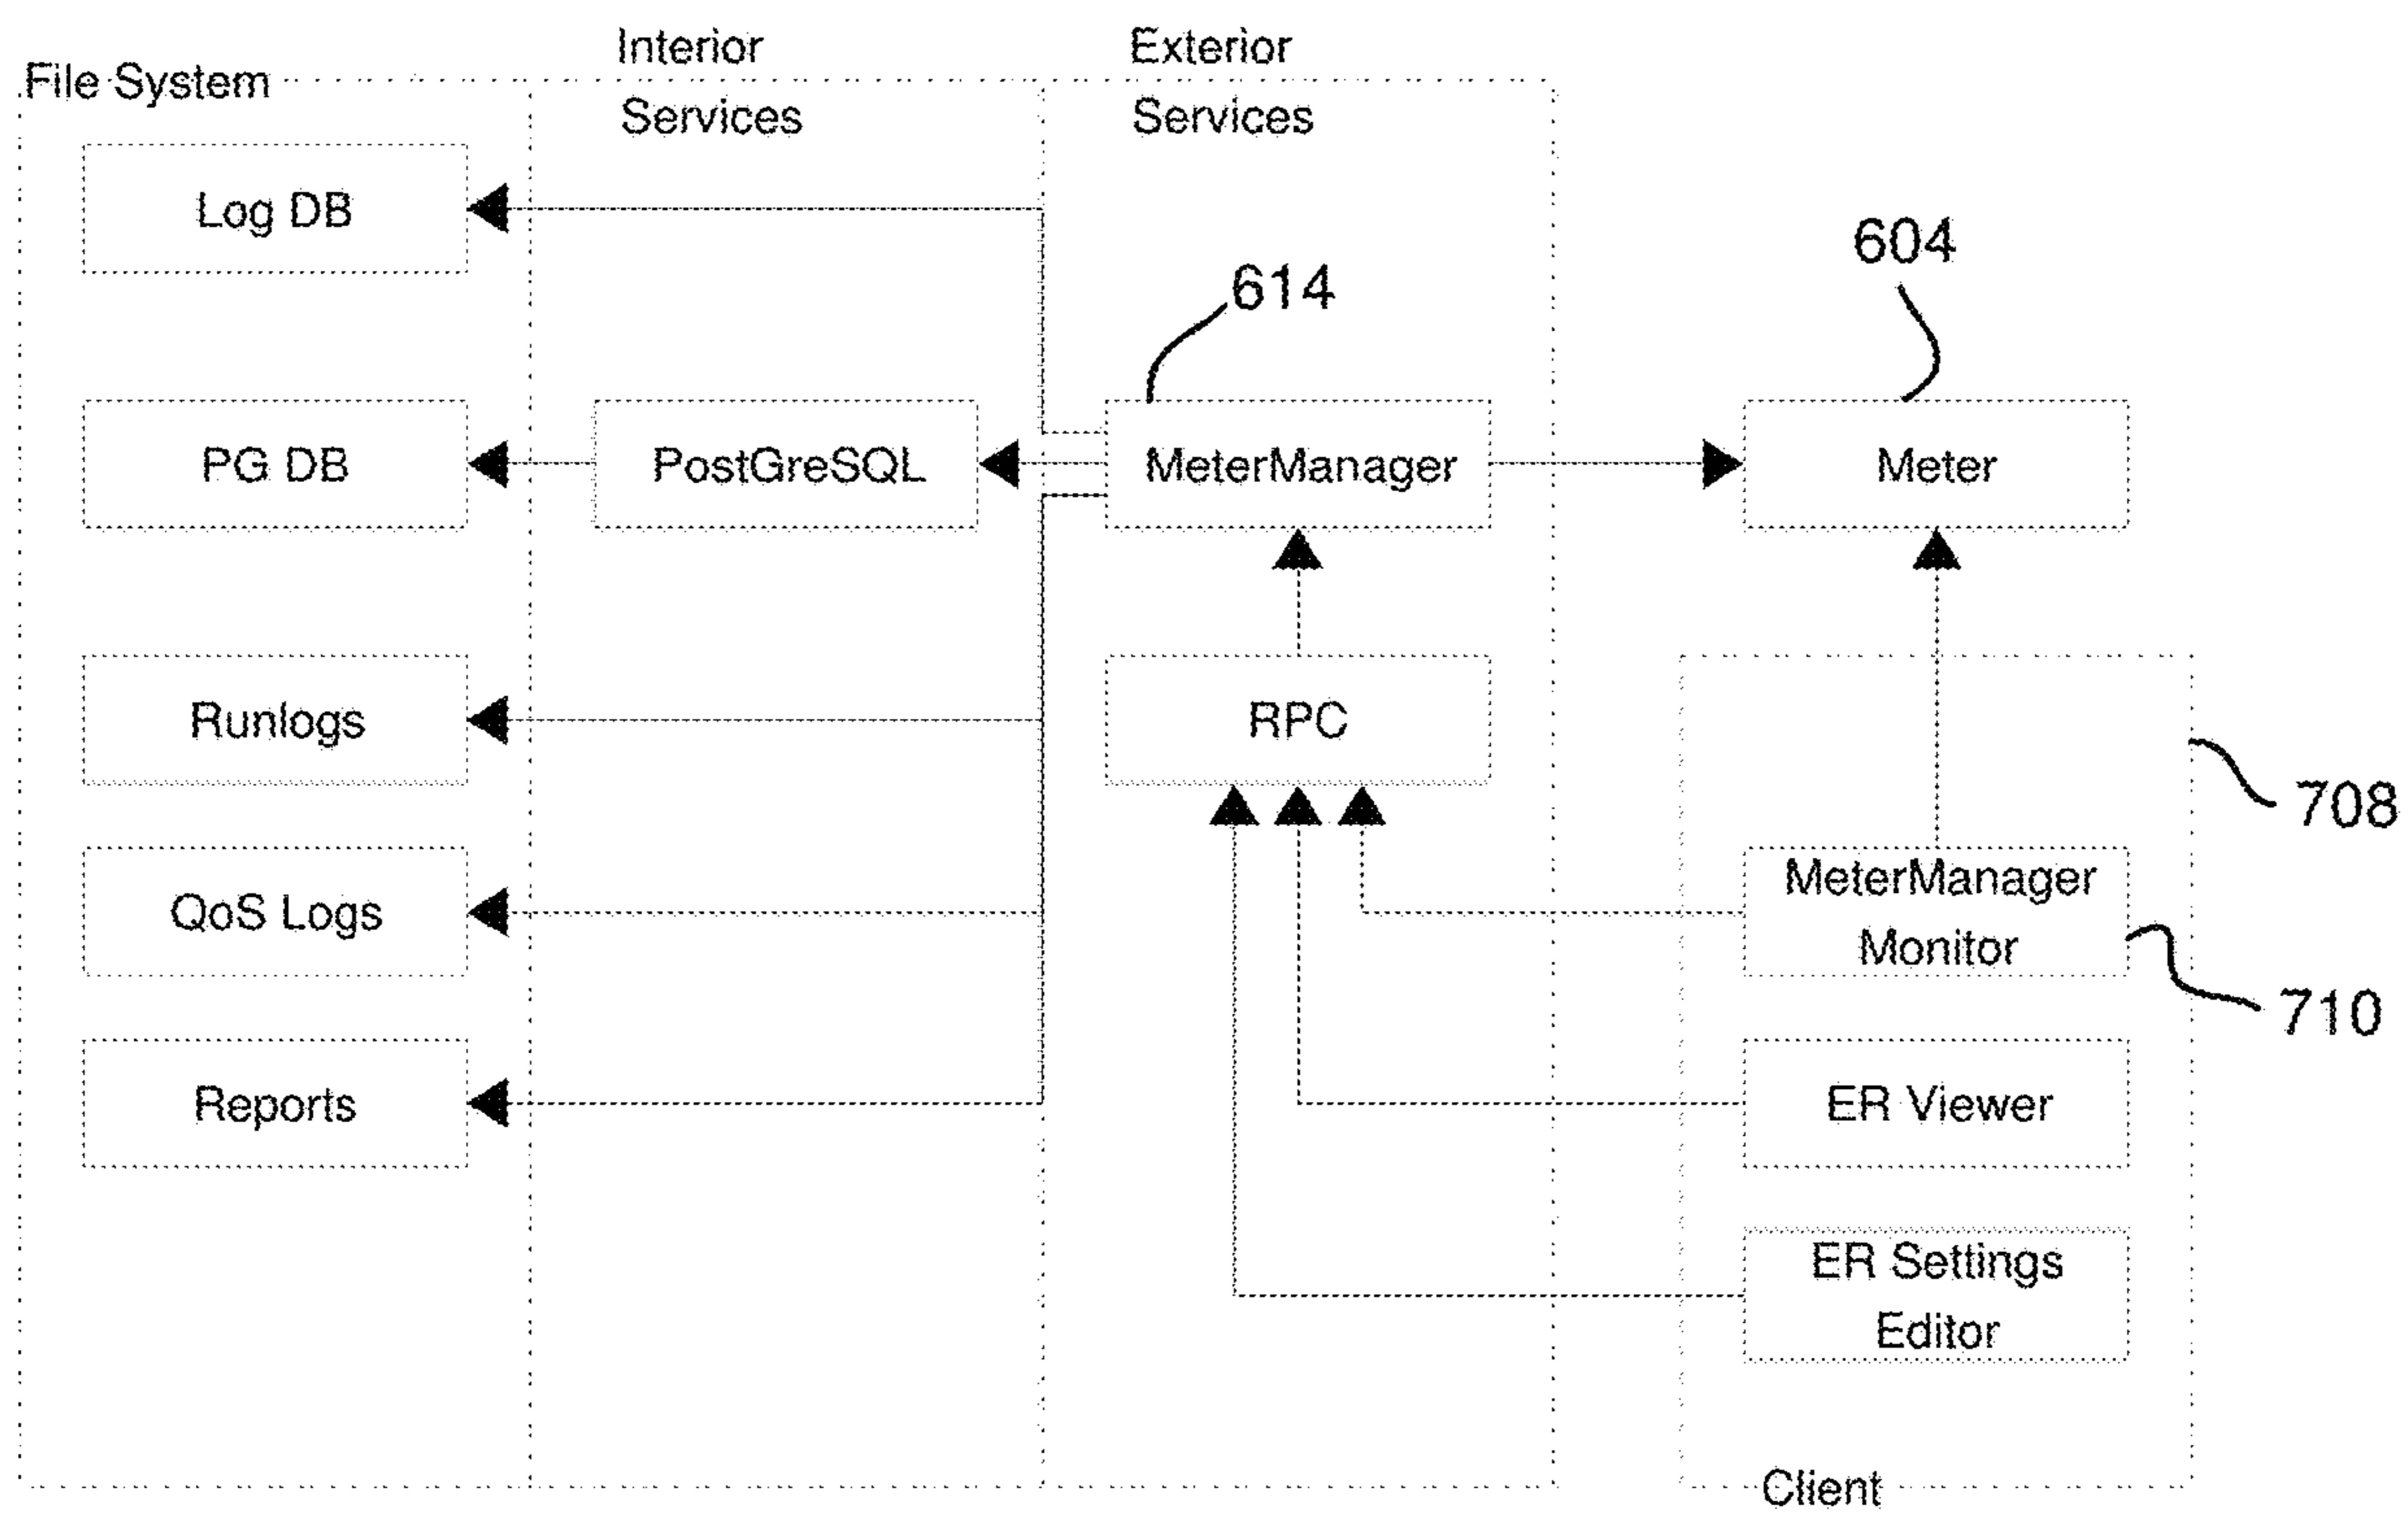 Interior
Exterior
File System
Services
Services
Log DB
604
614
PG DB
PostGreSQL
MeterManager
Meter
Runlogs
RPC
708
QoS Logs
MeterManager
Monitor
710
Reports
ER Viewer
ER Settings
Editor
Client